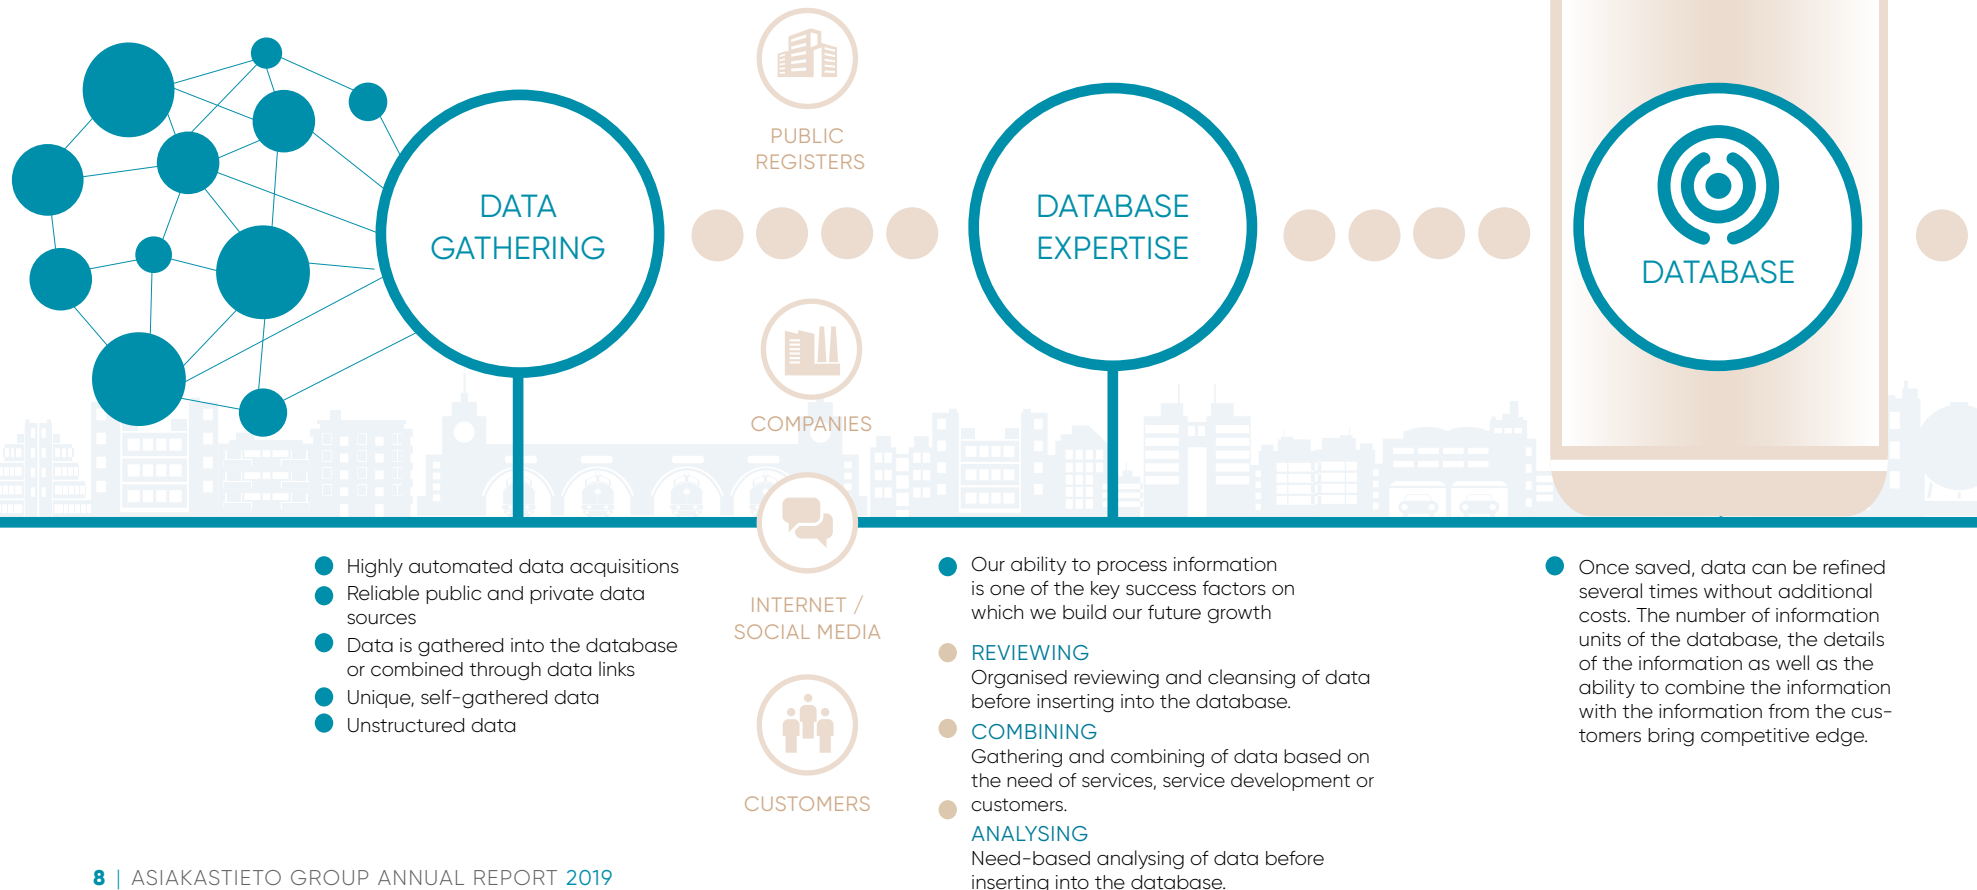 DATA
GATHERING
Highly automated data acquisitions
Reliable public and private data
sources
Data is gathered into the database
or combined through data links
Unique, self-gathered data
Unstructured data
PUBLIC
REGISTERS
COMPANIES
INTERNET /
SOCIAL MEDIA
CUSTOMERS
DATABASE
EXPERTISE
Our ability to process information
is one of the key success factors on
which we build our future growth
REVIEWING
Organised reviewing and cleansing of data
before inserting into the database.
COMBINING
Gathering and combining of data based on
the need of services, service development or
customers.
ANALYSING
Need-based analysing of data before
inserting into the database.
DATABASE
Once saved, data can be refined
several times without additional
costs. The number of information
units of the database, the details
of the information as well as the
ability to combine the information
with the information from the cus-
tomers bring competitive edge.
8 | ASIAKASTIETO GROUP ANNUAL REPORT 2019